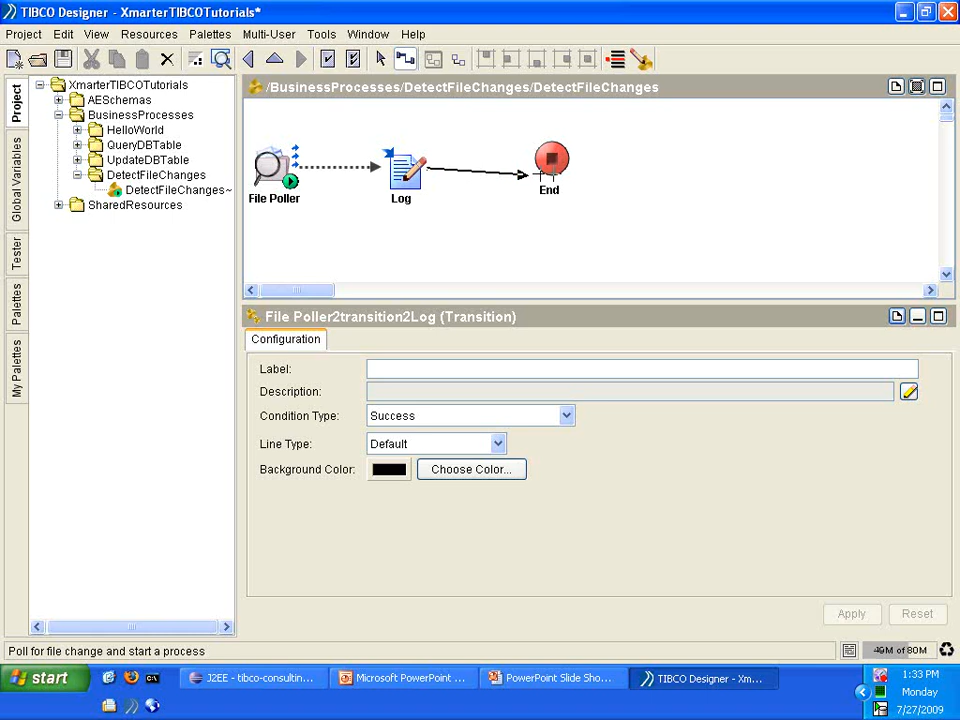 TIBCO Designer - XmarterTIBCOTutorials*
Project Edit View Resources Palettes Multi-User Tools Window Help
Project
Global Variables
Tester
Palettes
My Palettes
XmarterTIBCOTutorials
AESchemas
BusinessProcesses
HelloWorld
QueryDBTable
UpdateDBTable
DetectFileChanges
DetectFileChanges~
SharedResources
/BusinessProcesses/DetectFileChanges/DetectFileChanges
File Poller
Log
End
File Poller2transition2Log (Transition)
Configuration
Label:
Description:
Condition Type: Success
Line Type: Default
Background Color: Choose Color...
Apply Reset
Poll for file change and start a process
of 80M
start
J2EE - tibco-consultin...
Microsoft PowerPoint ...
PowerPoint Slide Sho...
TIBCO Designer - Xm...
1:33 PM
Monday
7/27/2009